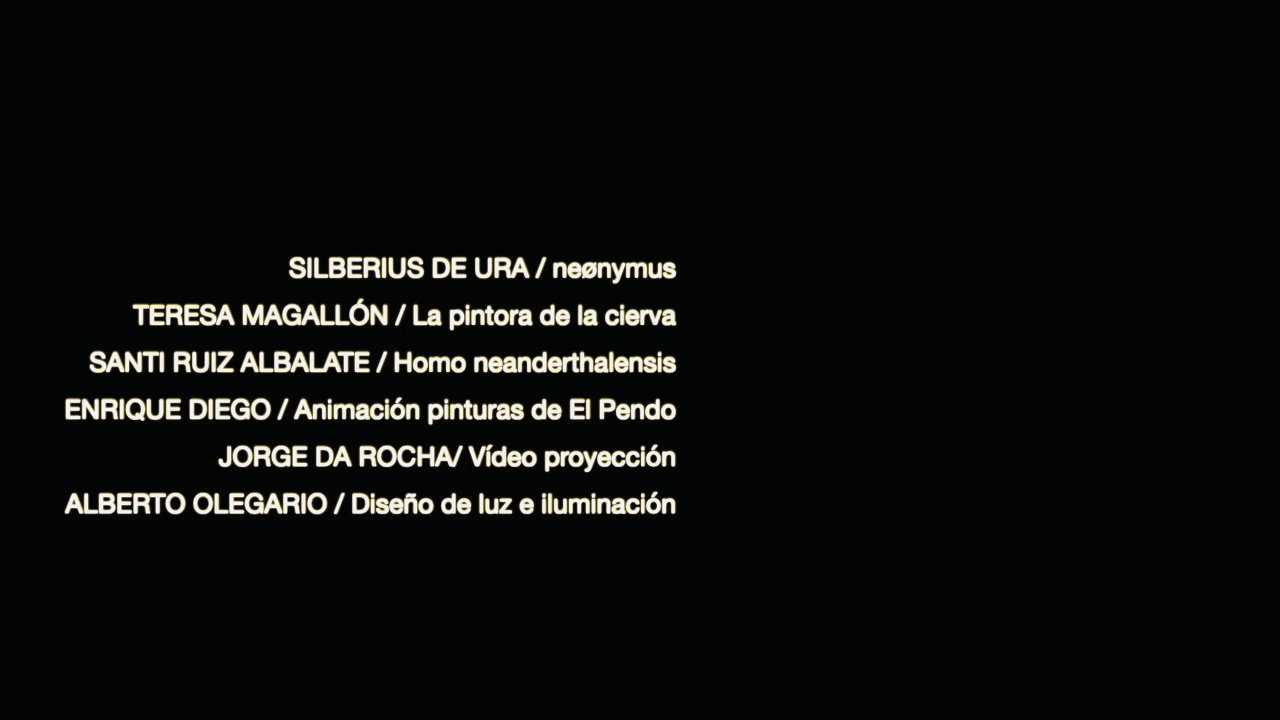 SILBERIUS DE URA / neønymus
TERESA MAGALLÓN / La pintora de la cierva
SANTI RUIZ ALBALATE / Homo neanderthalensis
ENRIQUE DIEGO / Animación pinturas de El Pendo
JORGE DA ROCHA/ Vídeo proyección
ALBERTO OLEGARIO / Diseño de luz e iluminación